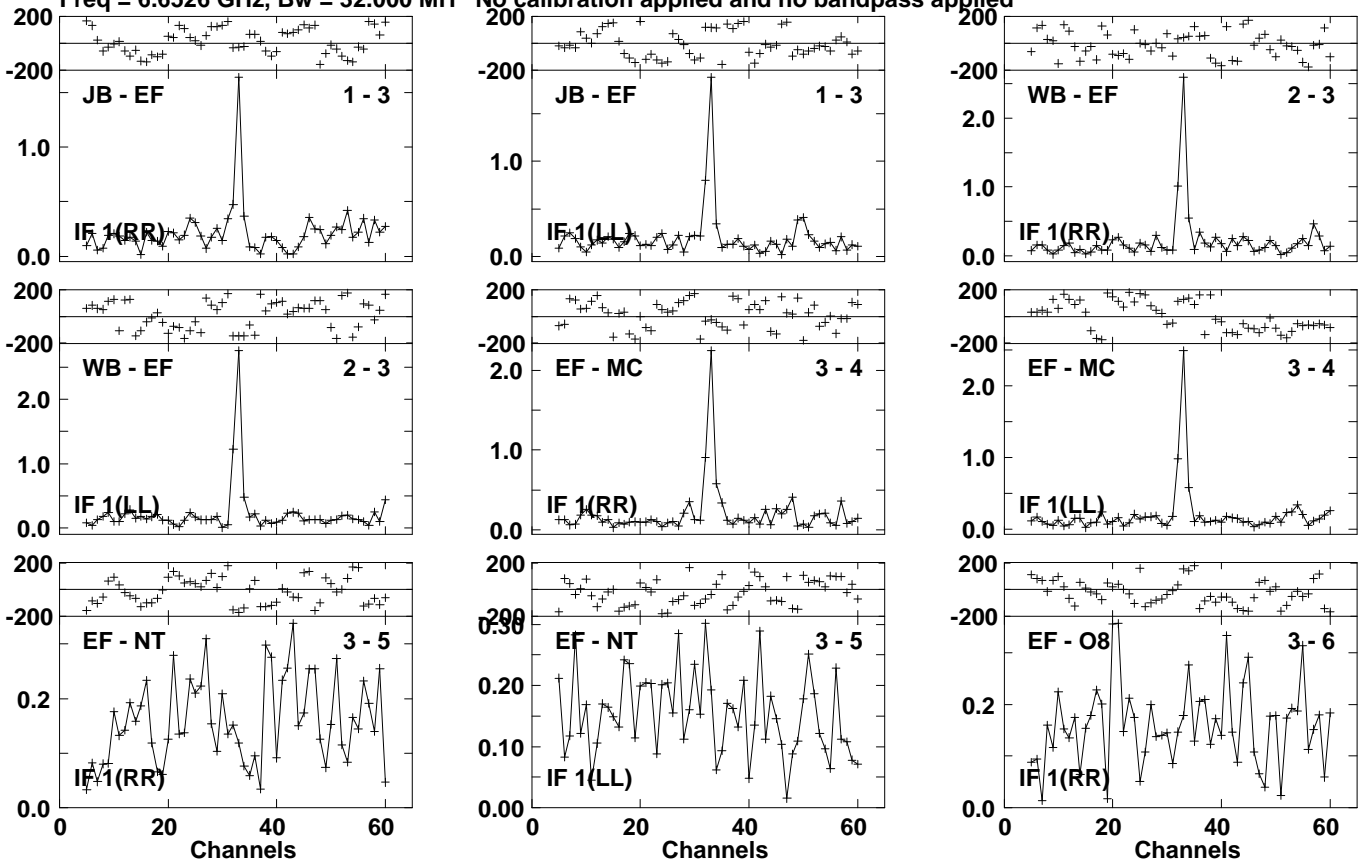 Freq = 6.6526 GHz, Bw = 32.000 MH No calibration applied and no bandpass applied
200
-200
JB - EF 1 - 3
1.0
IF 1(RR)
0.0
JB - EF 1 - 3
1.0
IF 1(LL)
0.0
WB - EF 2 - 3
2.0
1.0
IF 1(RR)
0.0
200
-200
WB - EF 2 - 3
2.0
1.0
IF 1(LL)
0.0
EF - MC 3 - 4
2.0
1.0
IF 1(RR)
0.0
EF - MC 3 - 4
2.0
1.0
IF 1(LL)
0.0
200
-200
EF - NT 3 - 5
0.2
IF 1(RR)
0.0
0 20 40 60
Channels
200
-200
0.30
EF - NT 3 - 5
0.20
0.10
IF 1(LL)
0.00
0 20 40 60
Channels
200
-200
EF - O8 3 - 6
0.2
IF 1(RR)
0.0
0 20 40 60
Channels